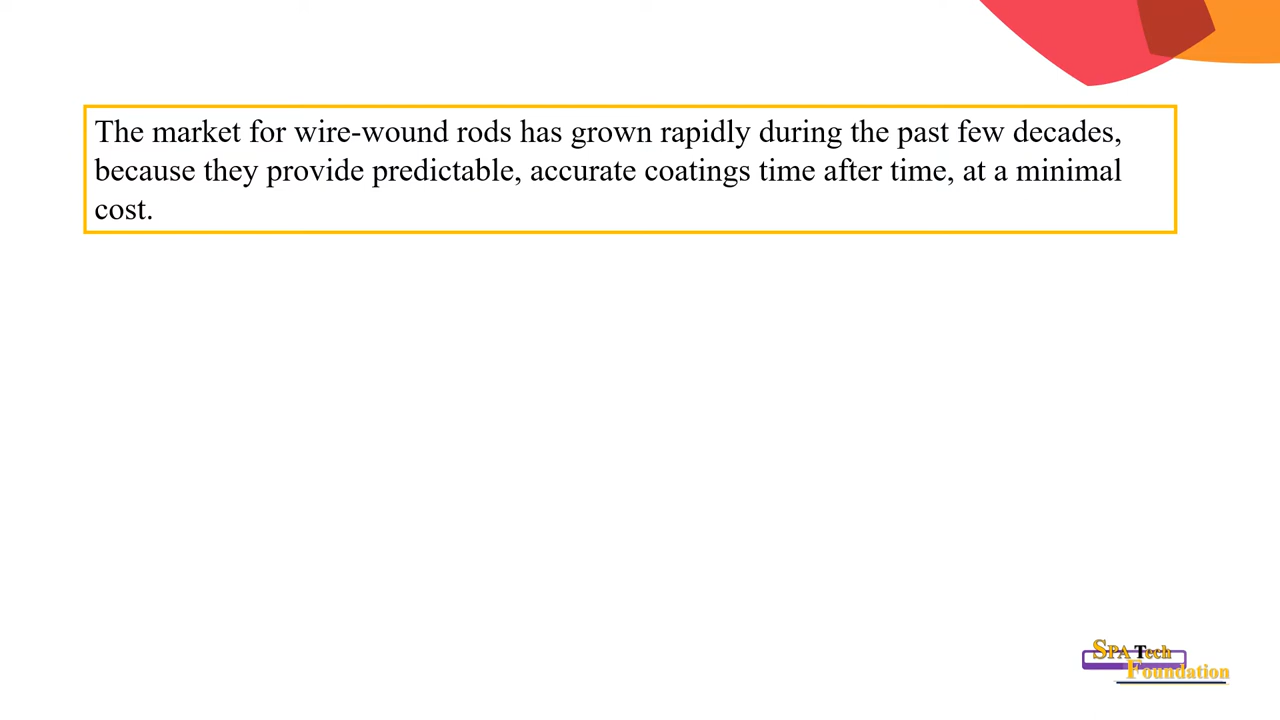 The market for wire-wound rods has grown rapidly during the past few decades,
because they provide predictable, accurate coatings time after time, at a minimal
cost.
SPA Tech
Foundation